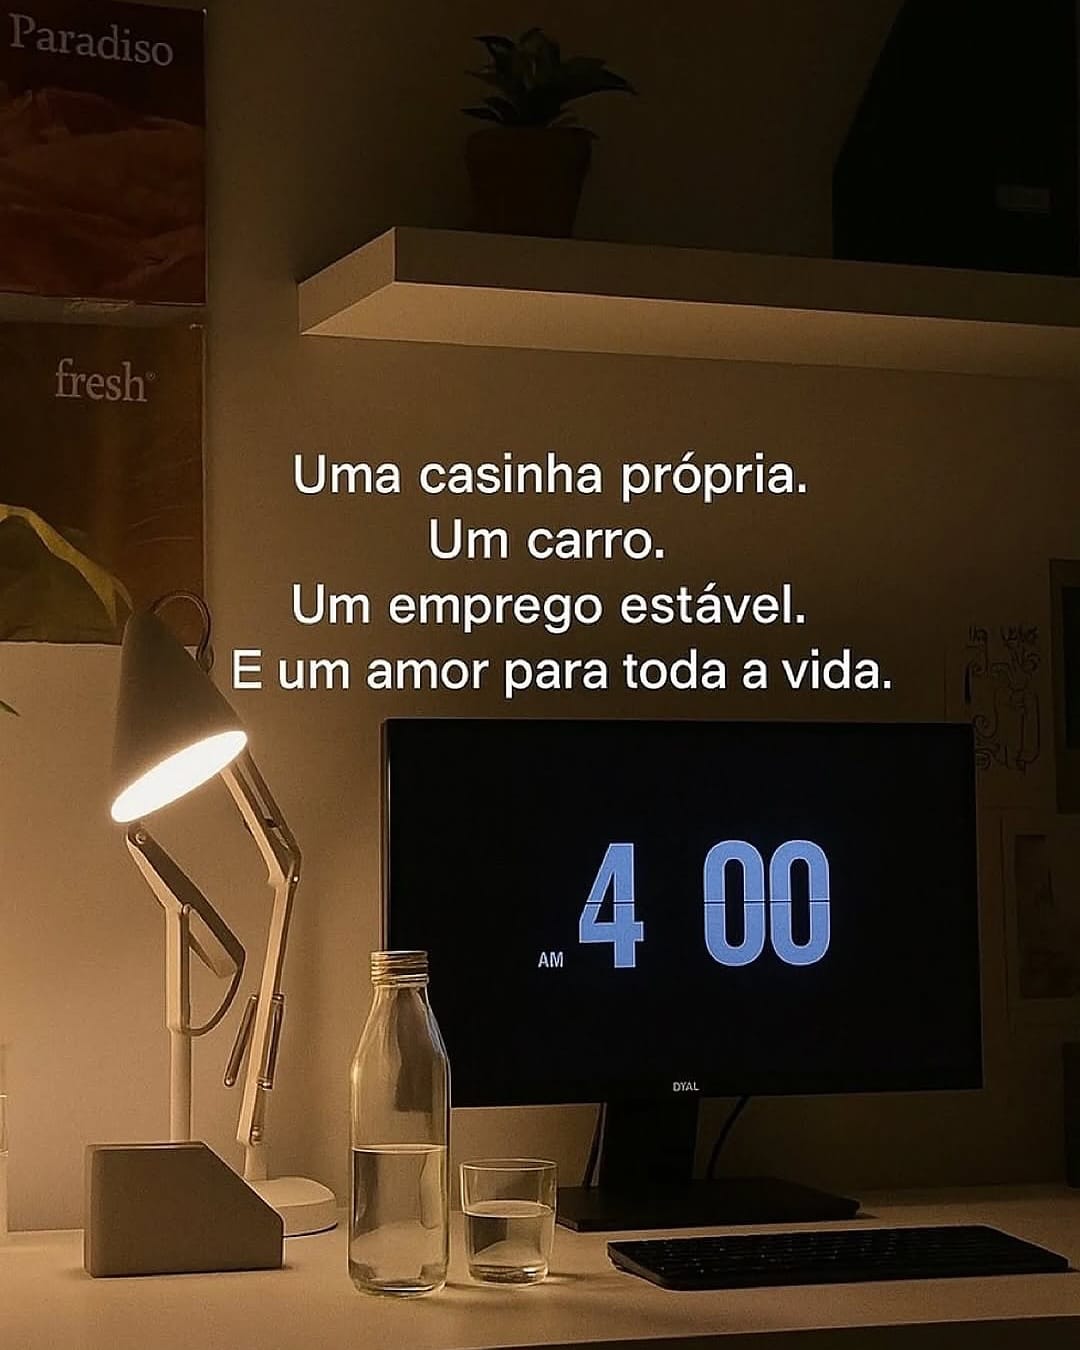 Paradiso
fresh®
Uma casinha própria.
Um carro.
Um emprego estável.
E um amor para toda a vida.
AM 4 00
DYAL